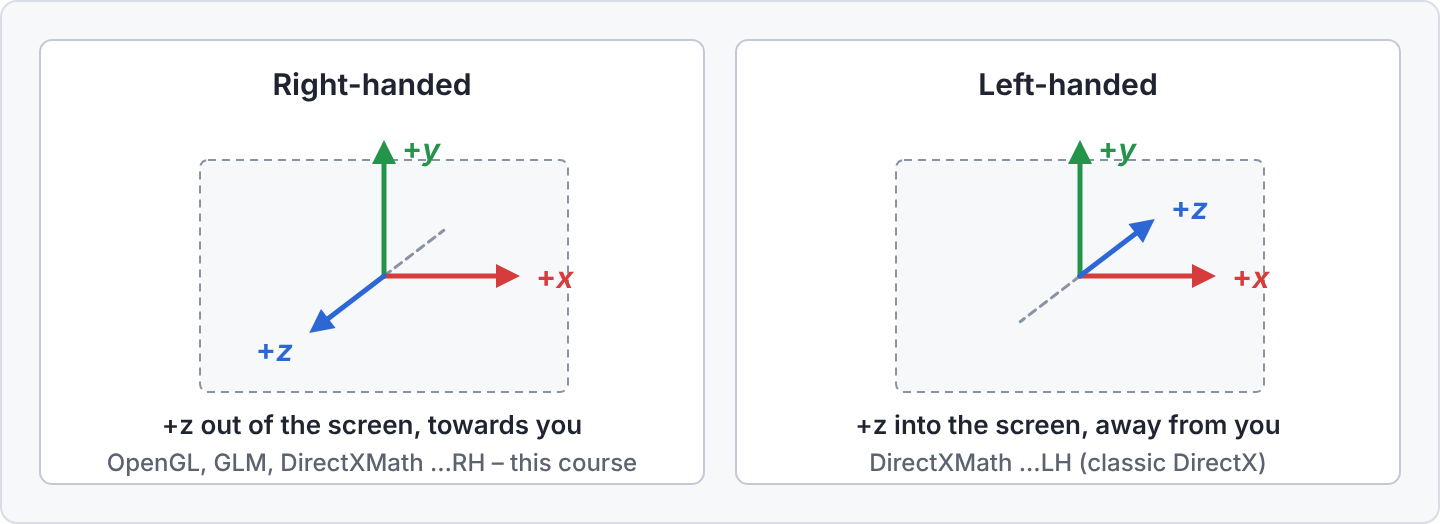 Right-handed
+y
+x
+z
+z out of the screen, towards you
OpenGL, GLM, DirectXMath ...RH – this course
Left-handed
+y
+z
+x
+z into the screen, away from you
DirectXMath ...LH (classic DirectX)